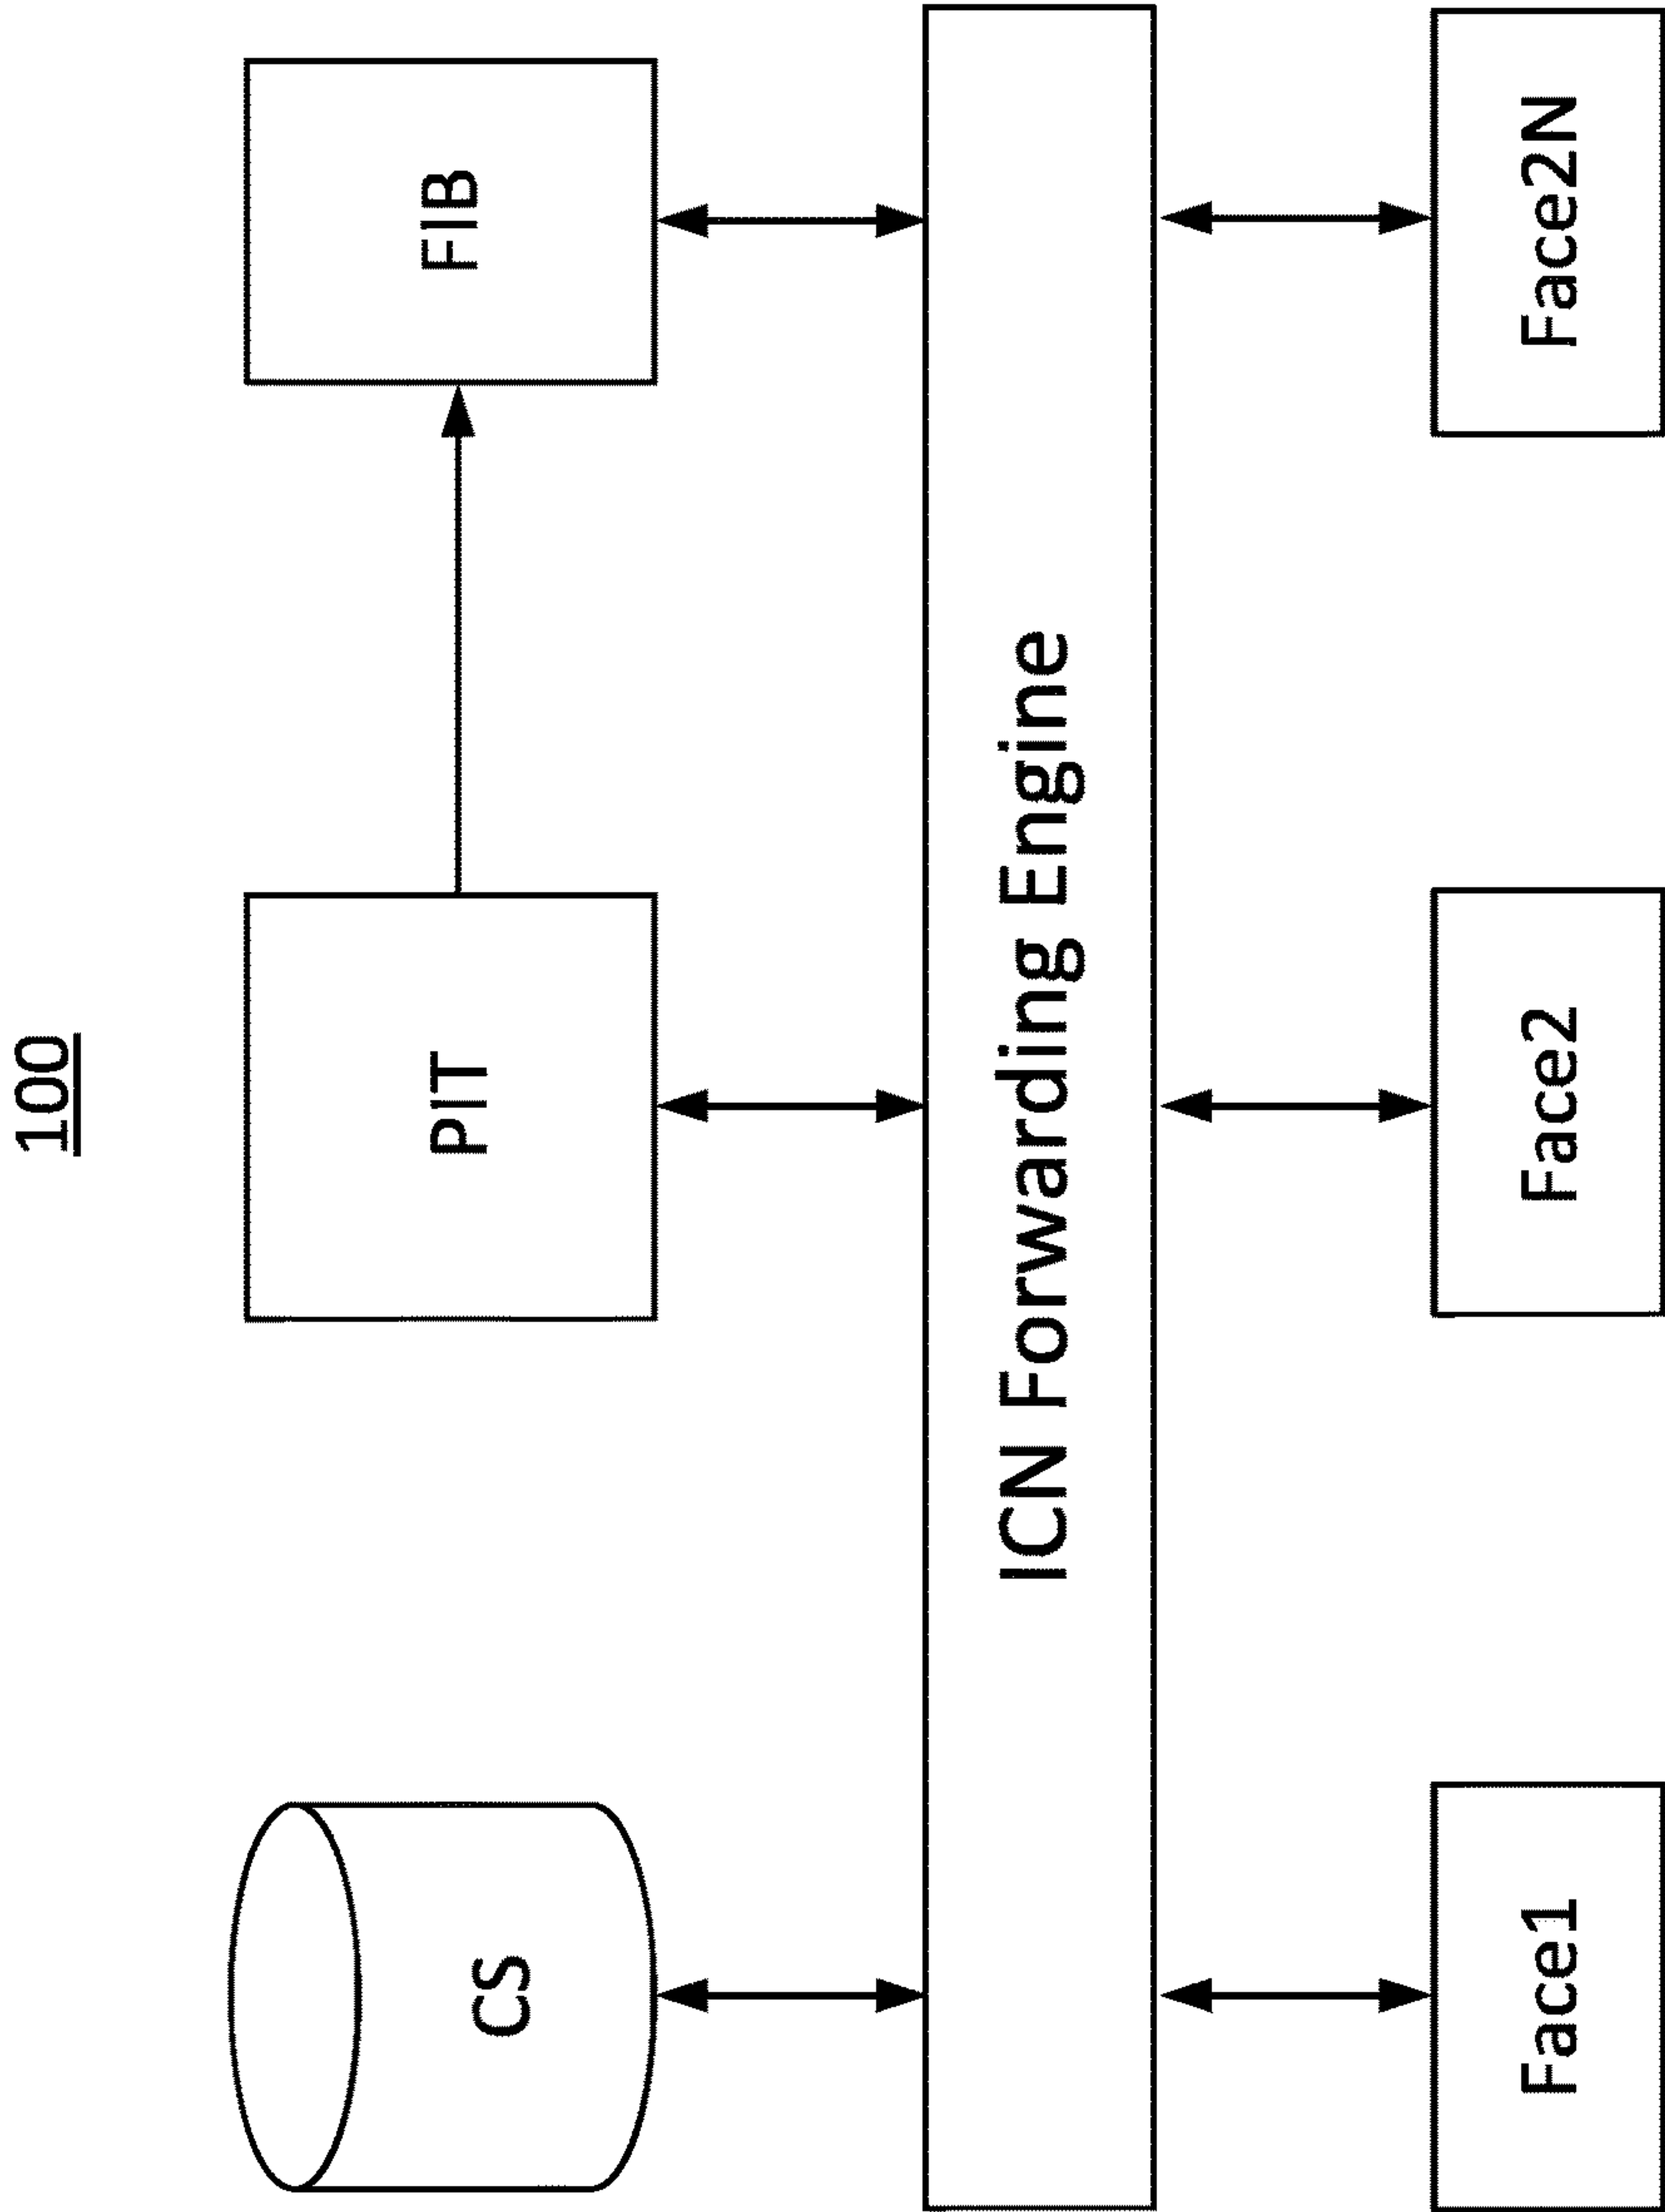 100
CS
PIT
FIB
ICN Forwarding Engine
Face1
Face2
Face2N